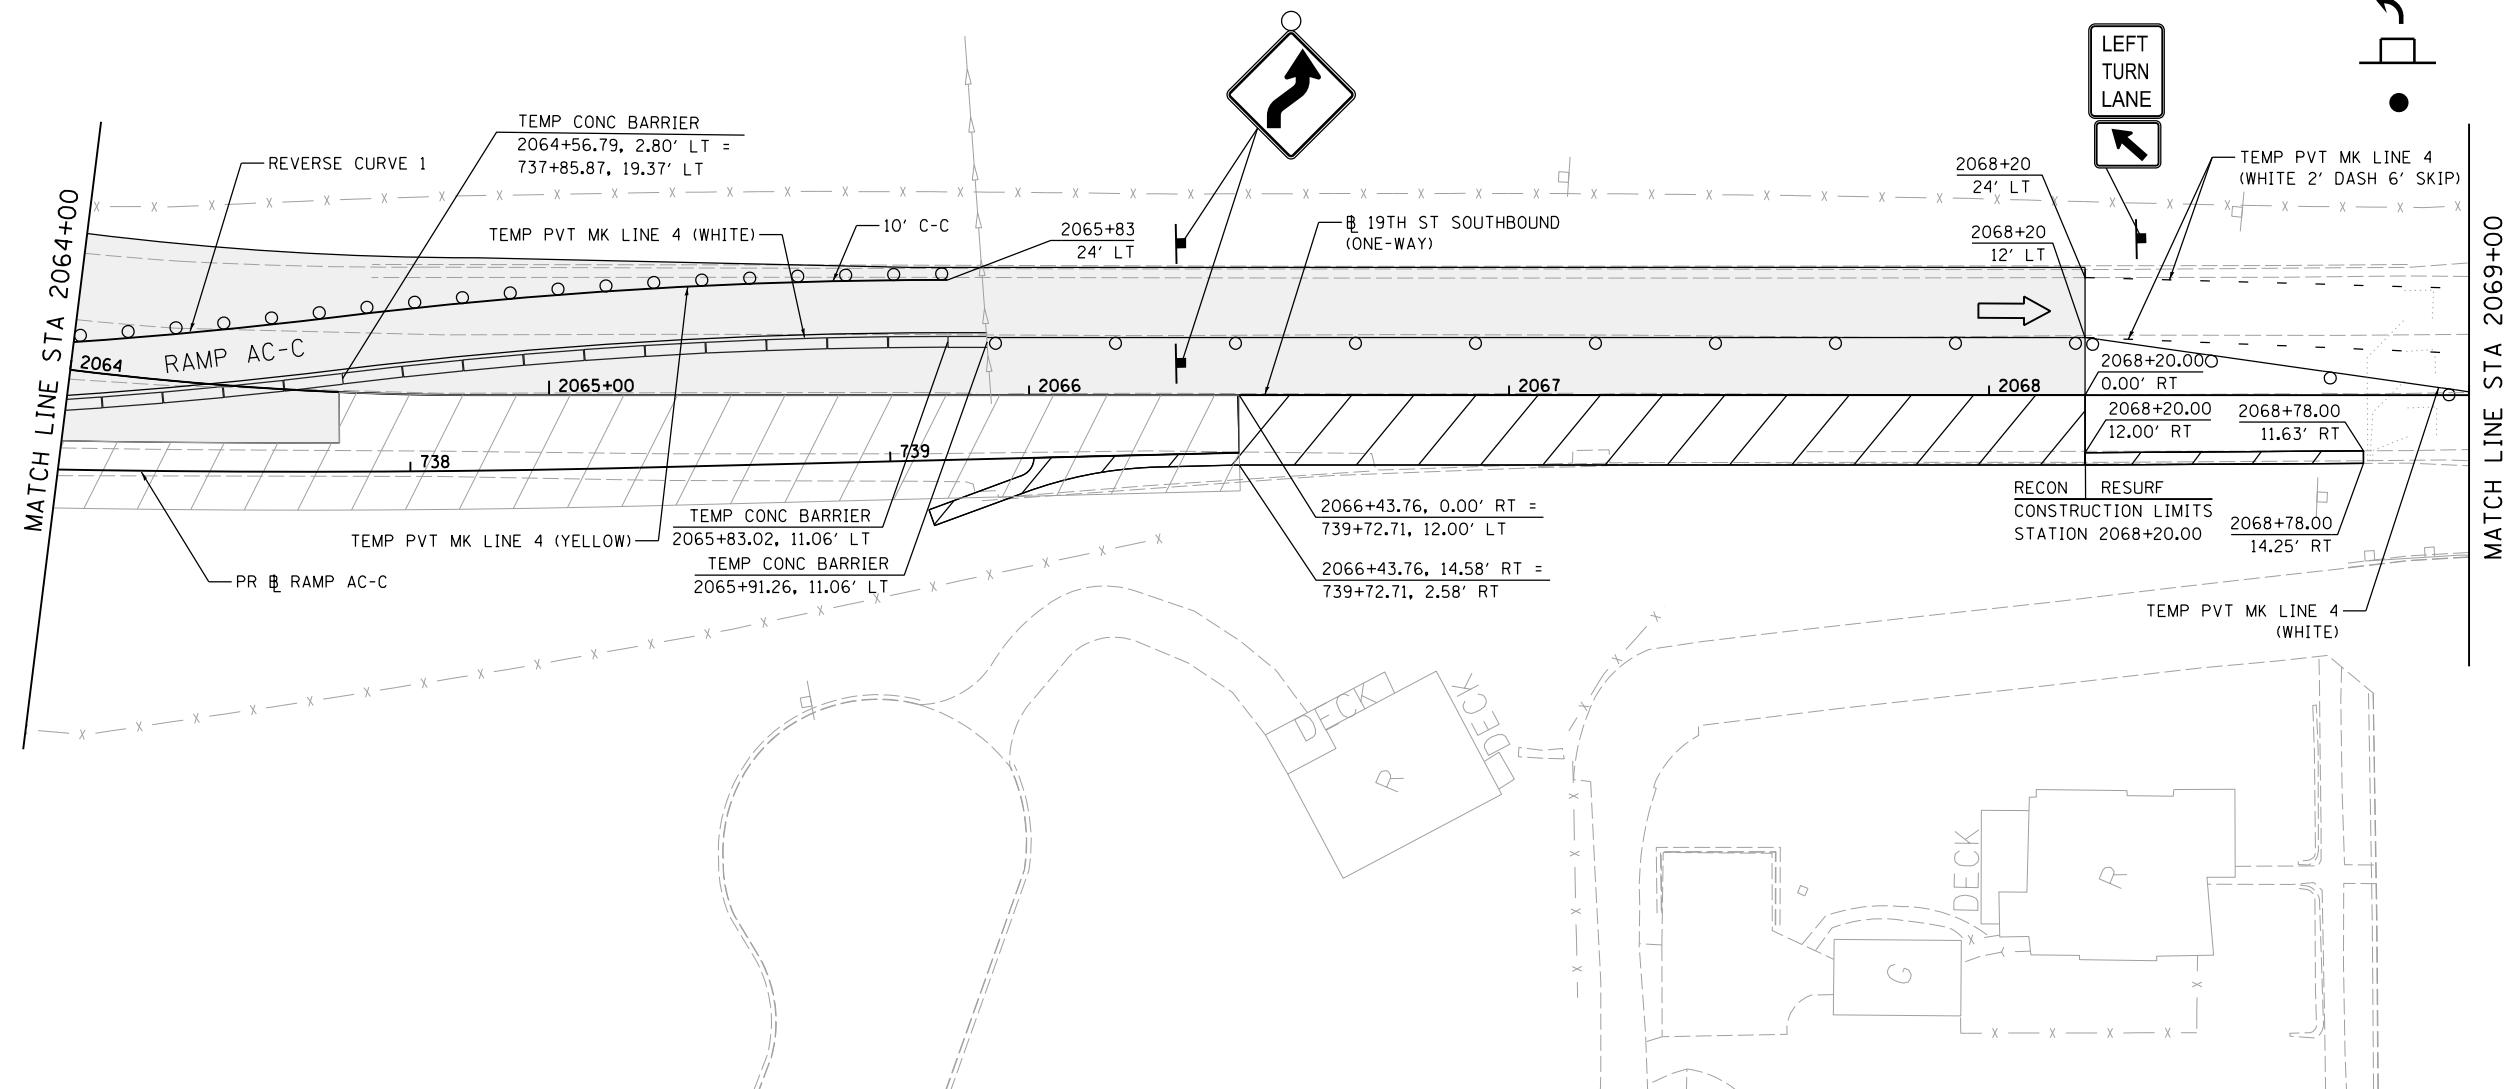 LEFT
TURN
LANE
TEMP CONC BARRIER
2064+56.79, 2.80' LT =
737+85.87, 19.37' LT
REVERSE CURVE 1
2068+20
24' LT
TEMP PVT MK LINE 4
(WHITE 2' DASH 6' SKIP)
MATCH LINE STA 2064+00
TEMP PVT MK LINE 4 (WHITE)
10' C-C
2065+83
24' LT
℄ 19TH ST SOUTHBOUND
(ONE-WAY)
2068+20
12' LT
MATCH LINE STA 2069+00
2064
RAMP AC-C
2065+00
2066
2067
2068
2068+20.00
0.00' RT
2068+20.00
12.00' RT
2068+78.00
11.63' RT
738
739
TEMP PVT MK LINE 4 (YELLOW)
TEMP CONC BARRIER
2065+83.02, 11.06' LT
TEMP CONC BARRIER
2065+91.26, 11.06' LT
2066+43.76, 0.00' RT =
739+72.71, 12.00' LT
2066+43.76, 14.58' RT =
739+72.71, 2.58' RT
RECON RESURF
CONSTRUCTION LIMITS
STATION 2068+20.00
2068+78.00
14.25' RT
PR ℄ RAMP AC-C
TEMP PVT MK LINE 4
(WHITE)
DECK
DECK
R
DECK
R
G